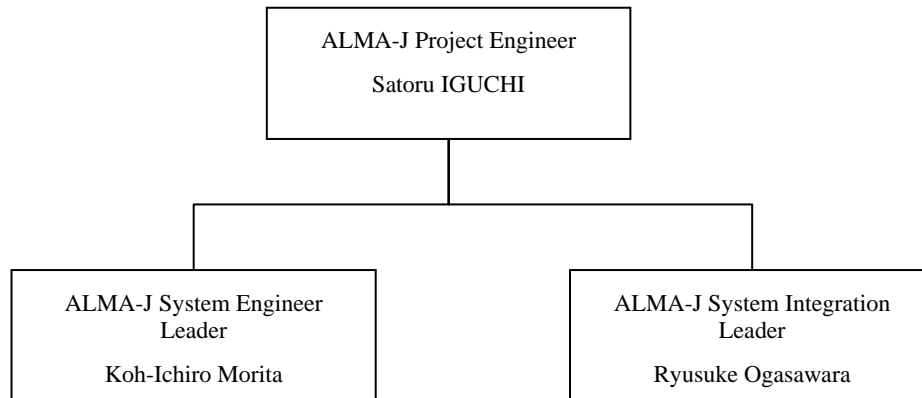 ALMA-J Project Engineer
Satoru IGUCHI
ALMA-J System Engineer
Leader
Koh-Ichiro Morita
ALMA-J System Integration
Leader
Ryusuke Ogasawara